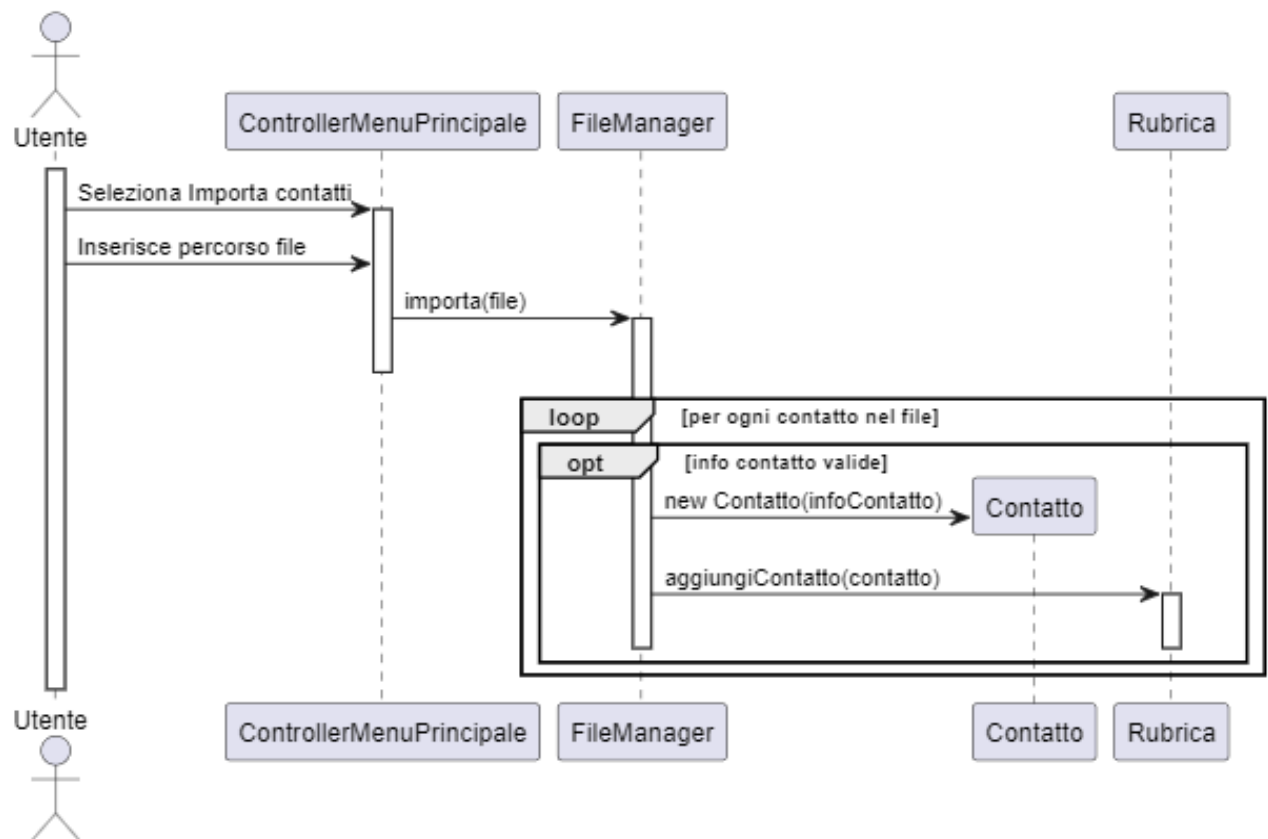 Utente
ControllerMenuPrincipale
FileManager
Rubrica
Seleziona Importa contatti
Inserisce percorso file
importa(file)
loop
[per ogni contatto nel file]
opt
[info contatto valide]
new Contatto(infoContatto)
Contatto
aggiungiContatto(contatto)
Utente
ControllerMenuPrincipale
FileManager
Contatto
Rubrica